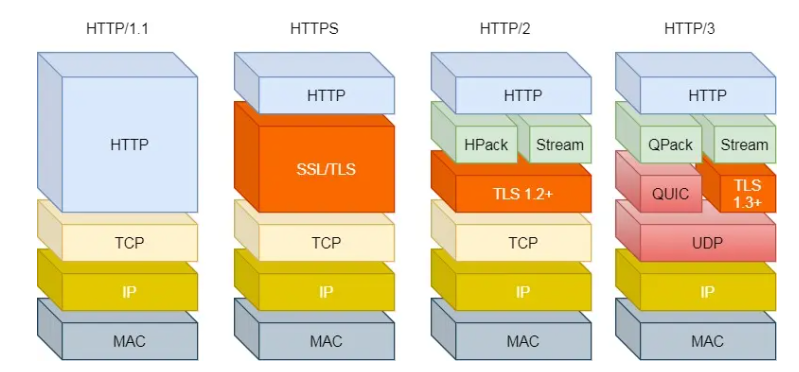 HTTP/1.1
HTTPS
HTTP/2
HTTP/3
HTTP
HTTP
HTTP
HTTP
SSL/TLS
HPack
Stream
QPack
Stream
TLS 1.2+
QUIC
TLS
1.3+
TCP
TCP
TCP
UDP
IP
IP
IP
IP
MAC
MAC
MAC
MAC